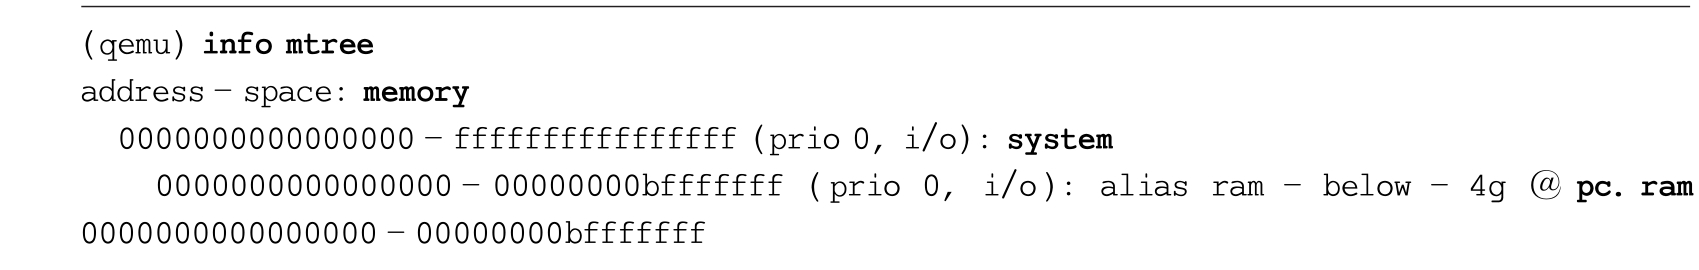 (qemu) info mtree
address - space: memory
0000000000000000 - ffffffffffffffff (prio 0, i/o): system
0000000000000000 - 00000000bfffffff (prio 0, i/o): alias ram - below - 4g @ pc. ram
0000000000000000 - 00000000bfffffff